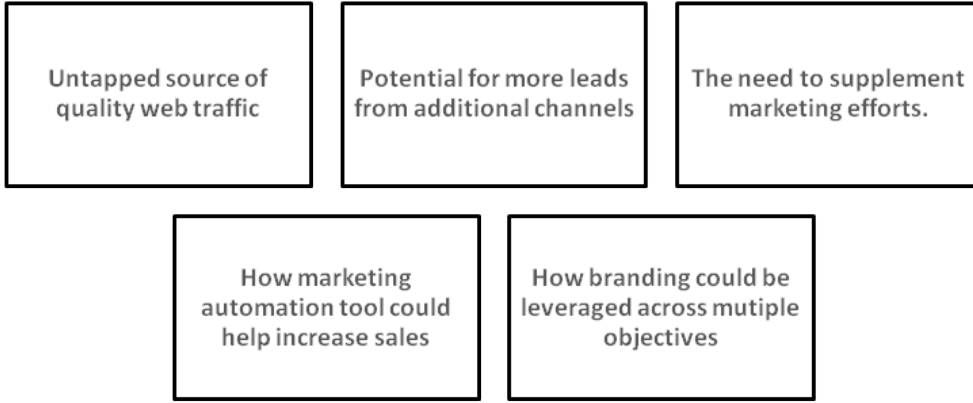 Untapped source of
quality web traffic
Potential for more leads
from additional channels
The need to supplement
marketing efforts.
How marketing
automation tool could
help increase sales
How branding could be
leveraged across mutiple
objectives